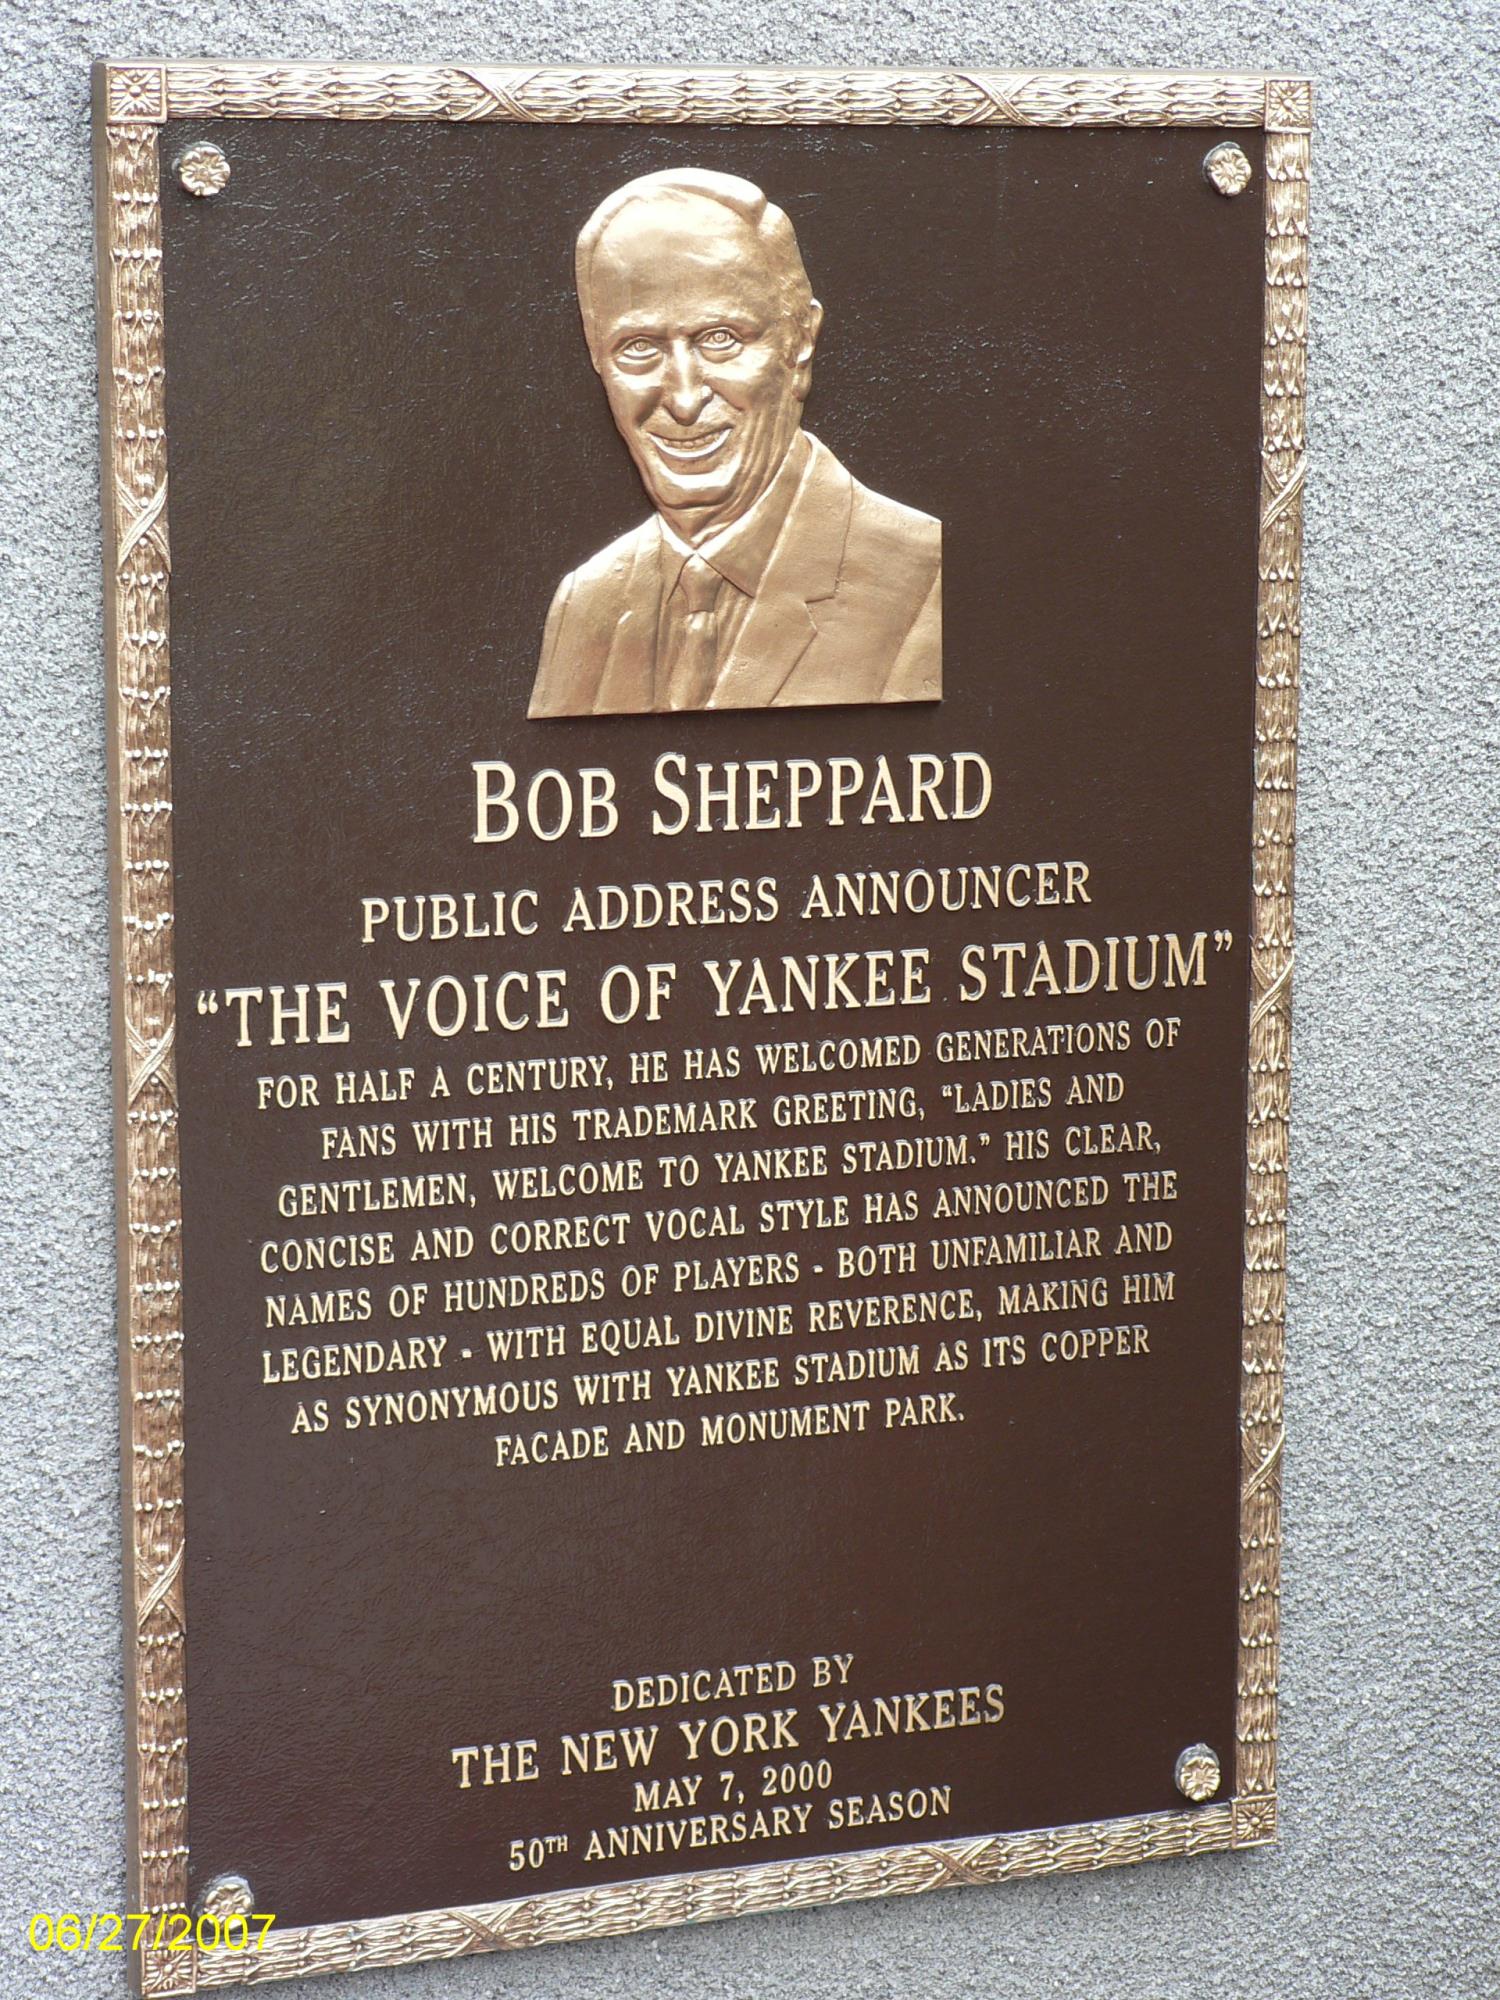 BOB SHEPPARD
PUBLIC ADDRESS ANNOUNCER
“THE VOICE OF YANKEE STADIUM”
FOR HALF A CENTURY, HE HAS WELCOMED GENERATIONS OF
FANS WITH HIS TRADEMARK GREETING, “LADIES AND
GENTLEMEN, WELCOME TO YANKEE STADIUM.” HIS CLEAR,
CONCISE AND CORRECT VOCAL STYLE HAS ANNOUNCED THE
NAMES OF HUNDREDS OF PLAYERS - BOTH UNFAMILIAR AND
LEGENDARY - WITH EQUAL DIVINE REVERENCE, MAKING HIM
AS SYNONYMOUS WITH YANKEE STADIUM AS ITS COPPER
FACADE AND MONUMENT PARK.
DEDICATED BY
THE NEW YORK YANKEES
MAY 7, 2000
50TH ANNIVERSARY SEASON
06/27/2007